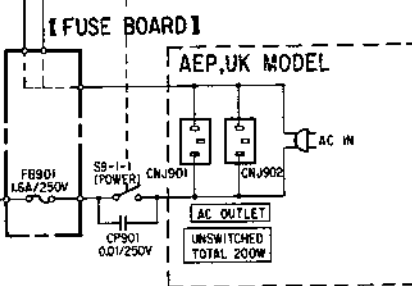 【FUSE BOARD】
AEP,UK MODEL
AC IN
FB901
1.6A/250V
S9-1-1
(POWER)
CNJ901
CNJ902
CP901
0.01/250V
AC OUTLET
UNSWITCHED
TOTAL 200W